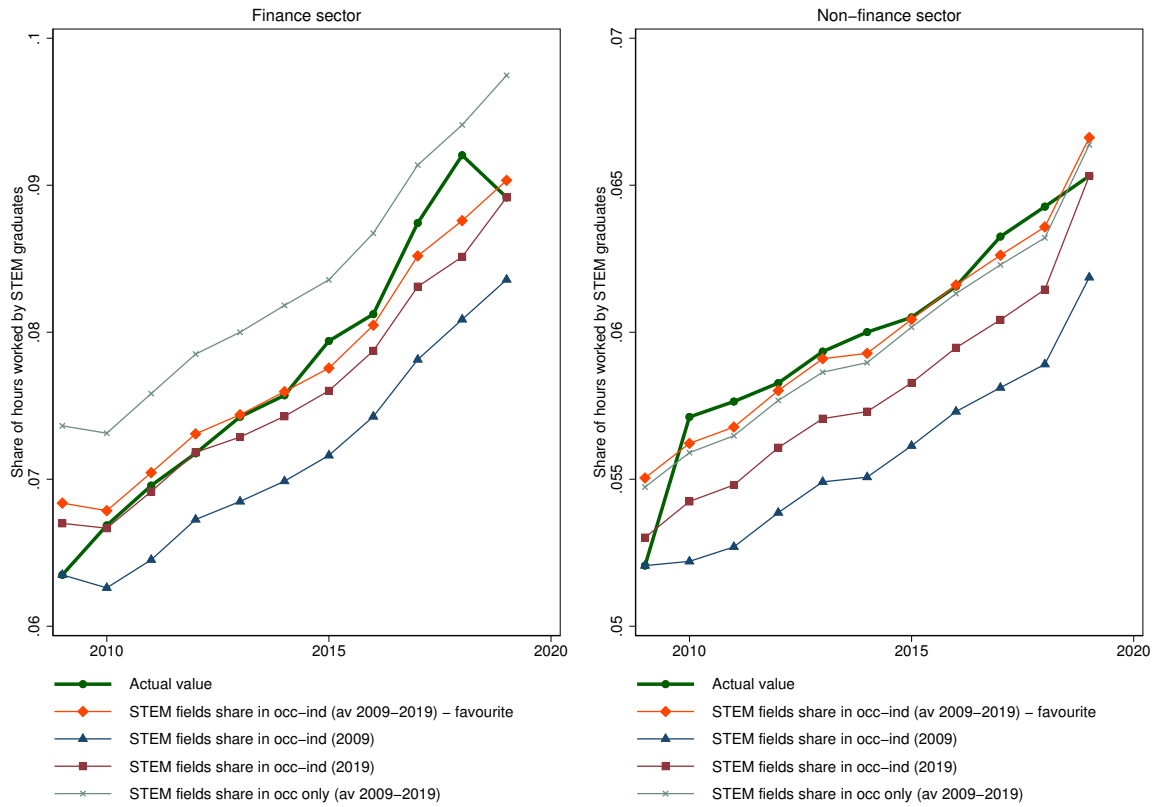 Finance sector
Share of hours worked by STEM graduates
.1
.09
.08
.07
.06
2010
2015
2020
Actual value
STEM fields share in occ−ind (av 2009−2019) − favourite
STEM fields share in occ−ind (2009)
STEM fields share in occ−ind (2019)
STEM fields share in occ only (av 2009−2019)
Non−finance sector
Share of hours worked by STEM graduates
.07
.065
.06
.055
.05
2010
2015
2020
Actual value
STEM fields share in occ−ind (av 2009−2019) − favourite
STEM fields share in occ−ind (2009)
STEM fields share in occ−ind (2019)
STEM fields share in occ only (av 2009−2019)